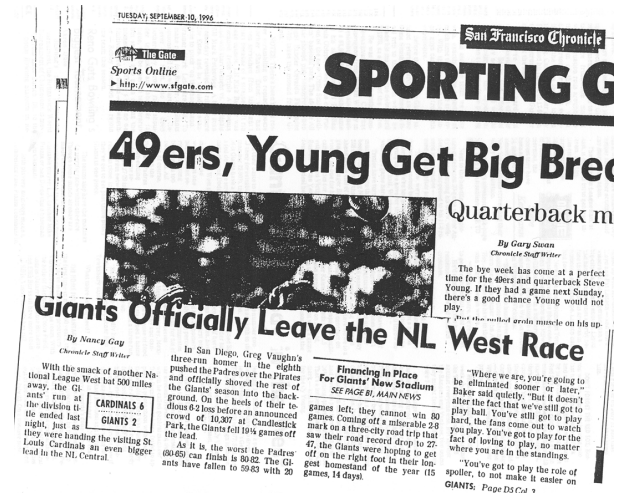 TUESDAY, SEPTEMBER 10, 1996
San Francisco Chronicle
The Gate
Sports Online
► http://www.sfgate.com
SPORTING G
49ers, Young Get Big Brea
Quarterback m
By Gary Swan
Chronicle Staff Writer
The bye week has come at a perfect
time for the 49ers and quarterback Steve
Young. If they had a game next Sunday,
there's a good chance Young would not
play.
But the pulled groin muscle on his up-
Giants Officially Leave the NL West Race
By Nancy Gay
Chronicle Staff Writer
With the smack of another Na-
tional League West bat 500 miles
away, the Gi-
ants' run at
the division ti-
tle ended last
night, just as
they were handing the visiting St.
Louis Cardinals an even bigger
lead in the NL Central.
CARDINALS 6
GIANTS 2
In San Diego, Greg Vaughn's
three-run homer in the eighth
pushed the Padres over the Pirates
and officially shoved the rest of
the Giants' season into the back-
ground. On the heels of their te-
dious 6-2 loss before an announced
crowd of 10,307 at Candlestick
Park, the Giants fell 19½ games off
the lead.
As it is, the worst the Padres'
(80-65) can finish is 80-82. The Gi-
ants have fallen to 59-83 with 20
Financing in Place
For Giants' New Stadium
SEE PAGE B1, MAIN NEWS
games left; they cannot win 80
games. Coming off a miserable 2-8
mark on a three-city road trip that
saw their road record drop to 27-
47, the Giants were hoping to get
off on the right foot in their lon-
gest homestand of the year (15
games, 14 days).
"Where we are, you're going to
be eliminated sooner or later,"
Baker said quietly. "But it doesn't
alter the fact that we've still got to
play ball. You've still got to play
hard, the fans come out to watch
you play. You've got to play for the
fact of loving to play, no matter
where you are in the standings.
"You've got to play the role of
spoiler, to not make it easier on
GIANTS: Page D5 Col. 3